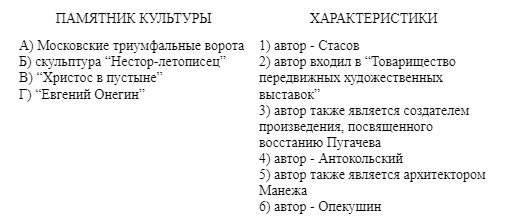 ПАМЯТНИК КУЛЬТУРЫ
А) Московские триумфальные ворота
Б) скульптура “Нестор-летописец”
В) “Христос в пустыне”
Г) “Евгений Онегин”
ХАРАКТЕРИСТИКИ
1) автор - Стасов
2) автор входил в “Товарищество
передвижных художественных
выставок”
3) автор также является создателем
произведения, посвященного
восстанию Пугачева
4) автор - Антокольский
5) автор также является архитектором
Манежа
6) автор - Опекушин